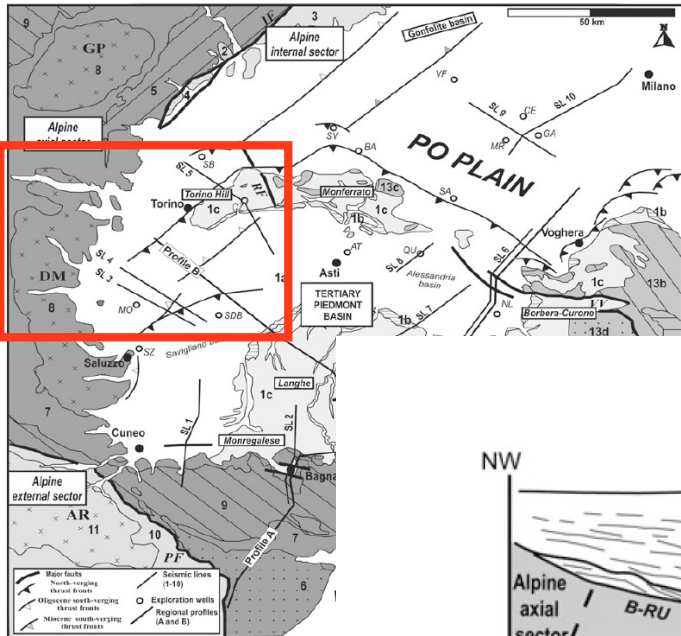 9
GP
8
5
4
2
IF
3
Alpine
internal sector
Gonfolite basin
50 km
N
Milano
VF
SL 9
SL 10
CE
MR
GA
Alpine
axial sector
SV
BA
PO PLAIN
SB
SL 5
Torino Hill
RF
Monferrato
13c
1c
Torino
1c
1b
SA
Voghera
1b
SL 6
AT
QU
SL 8
Asti
Alessandria
basin
SL 4
SL 3
Profile B
1a
DM
8
MO
SDB
TERTIARY
PIEDMONT
BASIN
SL 7
NL
1c
13b
VV
Borbera-Curono
1b
13d
SZ
Savigliano
Saluzzo
7
1c
Langhe
SL 1
SL 2
Cuneo
Monregalese
Bagna
Alpine
external sector
9
7
AR
11
10
PF
Profile A
6
Major faults
North-verging
thrust fronts
Oligocene south-verging
thrust fronts
Miocene south-verging
thrust fronts
Seismic lines
(1-10)
Exploration wells
Regional profiles
(A and B)
NW
Alpine
axial
sector
B-RU